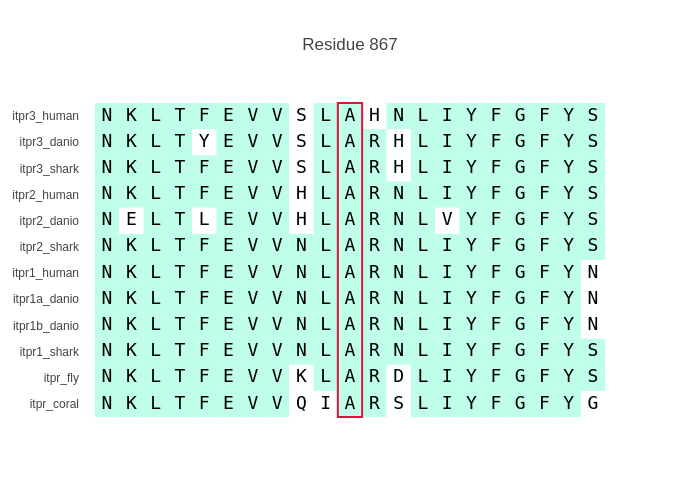 Residue 867
itpr3_human N K L T F E V V S L A H N L I Y F G F Y S
itpr3_danio N K L T Y E V V S L A R H L I Y F G F Y S
itpr3_shark N K L T F E V V S L A R H L I Y F G F Y S
itpr2_human N K L T F E V V H L A R N L I Y F G F Y S
itpr2_danio N E L T L E V V H L A R N L V Y F G F Y S
itpr2_shark N K L T F E V V N L A R N L I Y F G F Y S
itpr1_human N K L T F E V V N L A R N L I Y F G F Y N
itpr1a_danio N K L T F E V V N L A R N L I Y F G F Y N
itpr1b_danio N K L T F E V V N L A R N L I Y F G F Y N
itpr1_shark N K L T F E V V N L A R N L I Y F G F Y S
itpr_fly N K L T F E V V K L A R D L I Y F G F Y S
itpr_coral N K L T F E V V Q I A R S L I Y F G F Y G